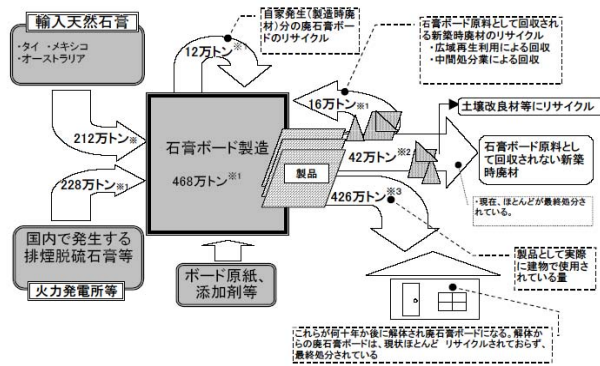 輸入天然石膏
・タイ ・メキシコ
・オーストラリア
212万トン※
228万トン※1
国内で発生する
排煙脱硫石膏等
火力発電所等
12万トン※1
自家発生(製造時廃
材)分の廃石膏ボー
ドのリサイクル
石膏ボード製造
468万トン※1
ボード原紙、
添加剤等
石膏ボード原料として回収され
る新築時廃材のリサイクル
・広域再生利用による回収
・中間処分業による回収
16万トン※1
土壌改良材等にリサイクル
42万トン※2
石膏ボード原料とし
て回収されない新築
時廃材
・現在、ほとんどが最終処分さ
れている。
製品
426万トン※3
製品として実際
に建物で使用さ
れている量
これらが何十年か後に解体され廃石膏ボードになる。解体か
らの廃石膏ボードは、現状ほとんど リサイクルされておらず、
最終処分されている